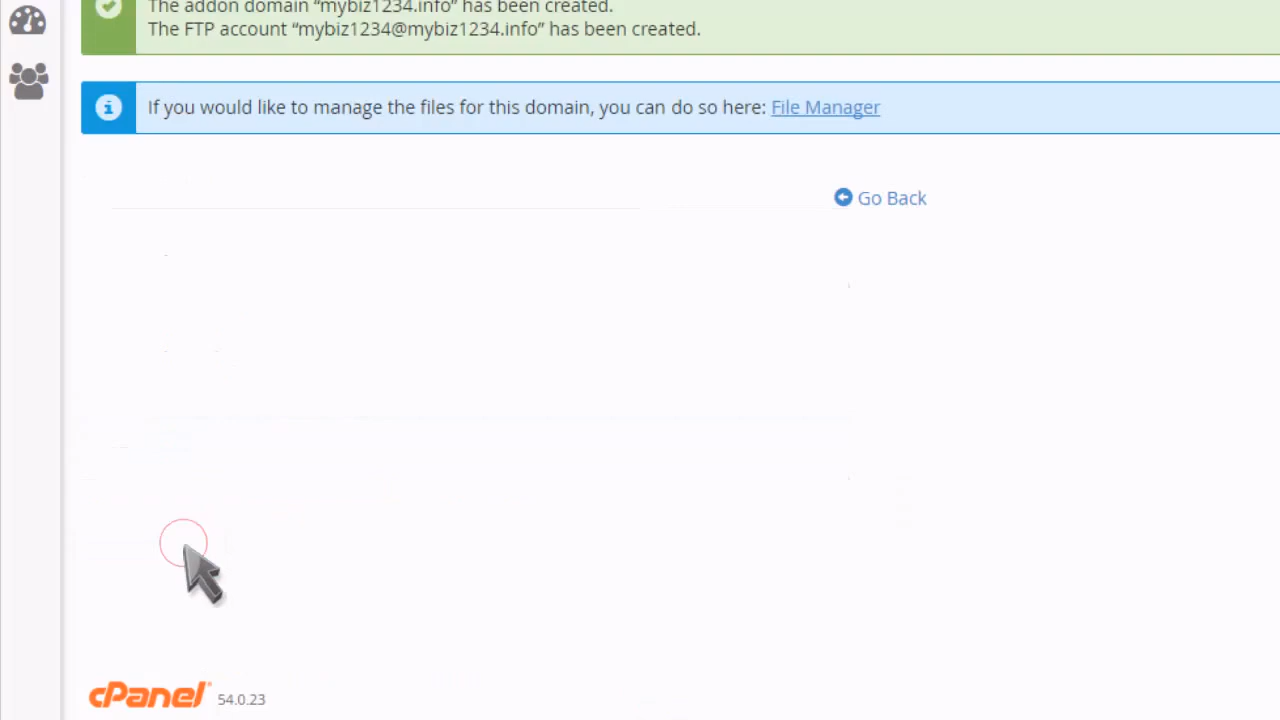 The addon domain “mybiz1234.info” has been created.
The FTP account “mybiz1234@mybiz1234.info” has been created.
If you would like to manage the files for this domain, you can do so here: File Manager
Go Back
cPanel® 54.0.23